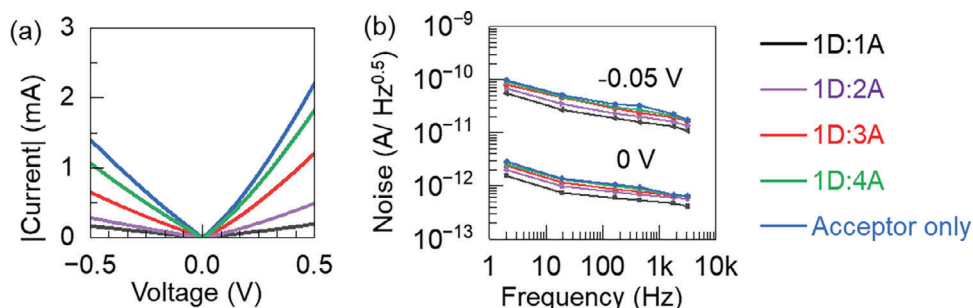 (a)
|Current| (mA)
3
2
1
0
−0.5
0.0
0.5
Voltage (V)
(b)
Noise (A/ Hz0.5)
10−9
10−10
10−11
10−12
10−13
-0.05 V
0 V
1
10
100
1k
10k
Frequency (Hz)
1D:1A
1D:2A
1D:3A
1D:4A
Acceptor only